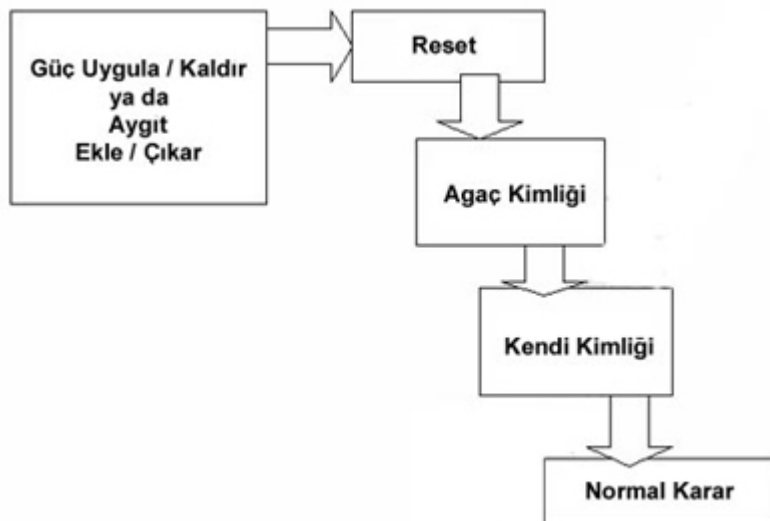 Güç Uygula / Kaldır
ya da
Aygıt
Ekle / Çıkar
Reset
Agaç Kimliği
Kendi Kimliği
Normal Karar